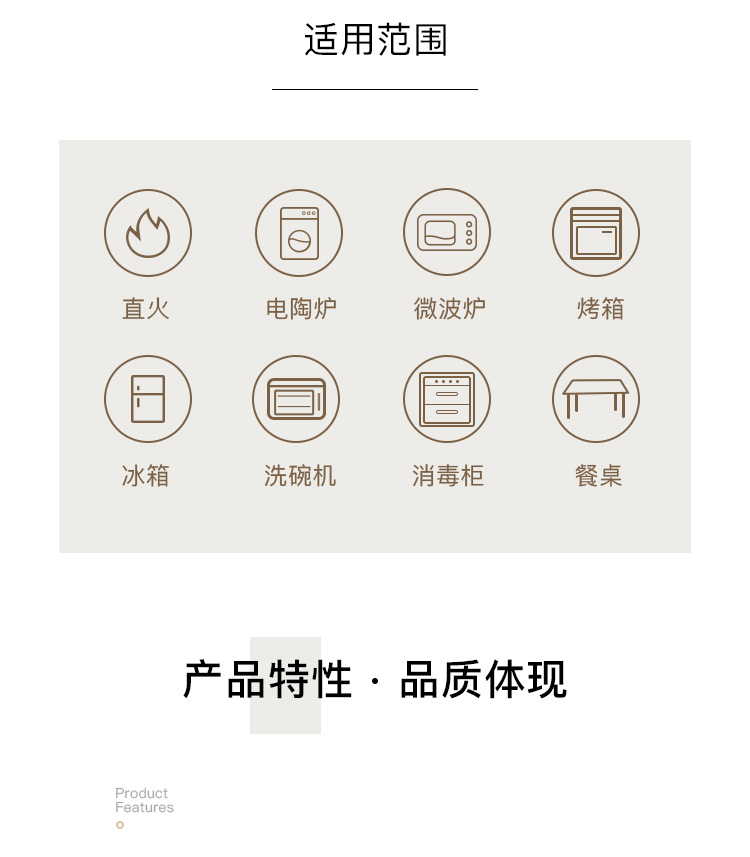 适用范围
直火 电陶炉 微波炉 烤箱
冰箱 洗碗机 消毒柜 餐桌
产品特性 · 品质体现
Product
Features